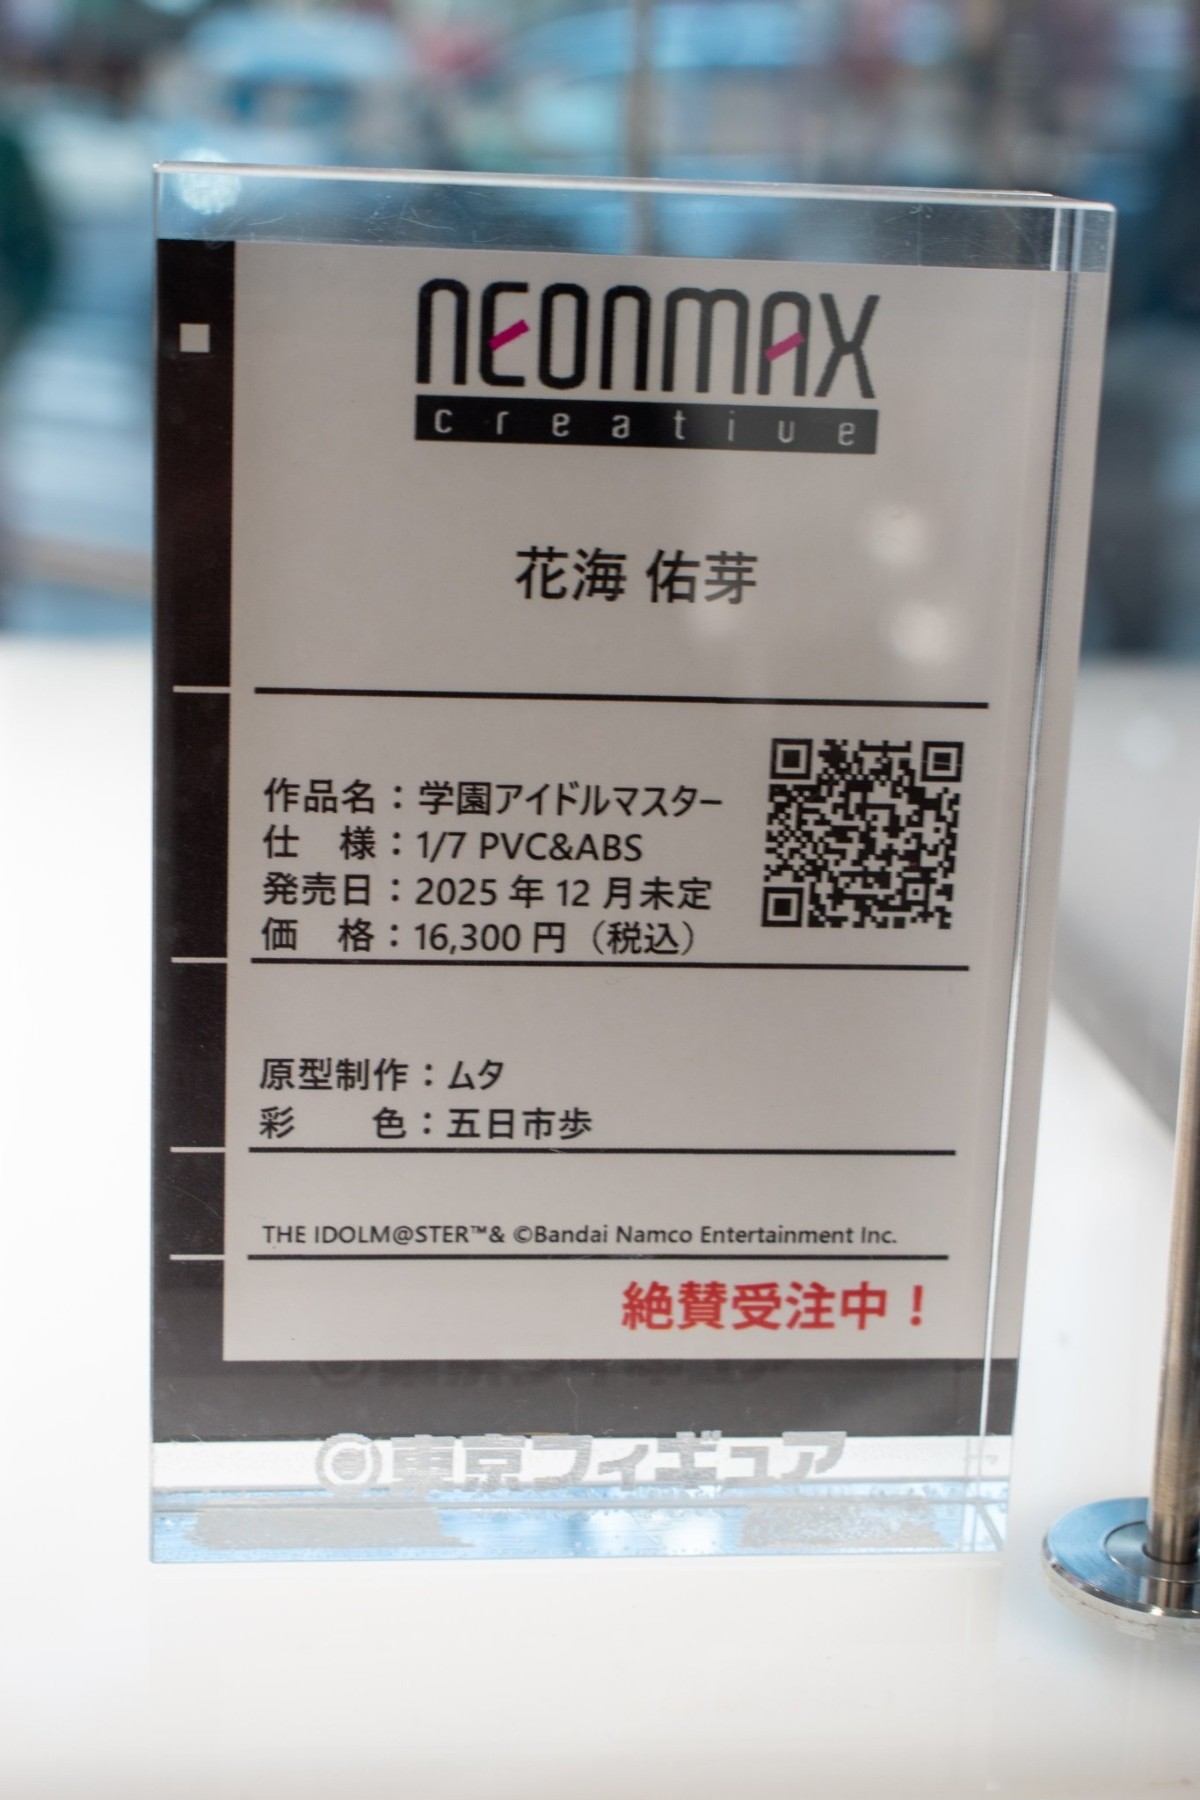 NEONMAX
creative
花海 佑芽
作品名：学園アイドルマスター
仕　様：1/7 PVC&ABS
発売日：2025 年 12 月未定
価　格：16,300 円（税込）
原型制作：ムタ
彩　　色：五日市歩
THE IDOLM@STER™& ©Bandai Namco Entertainment Inc.
絶賛受注中！
東京フィギュア